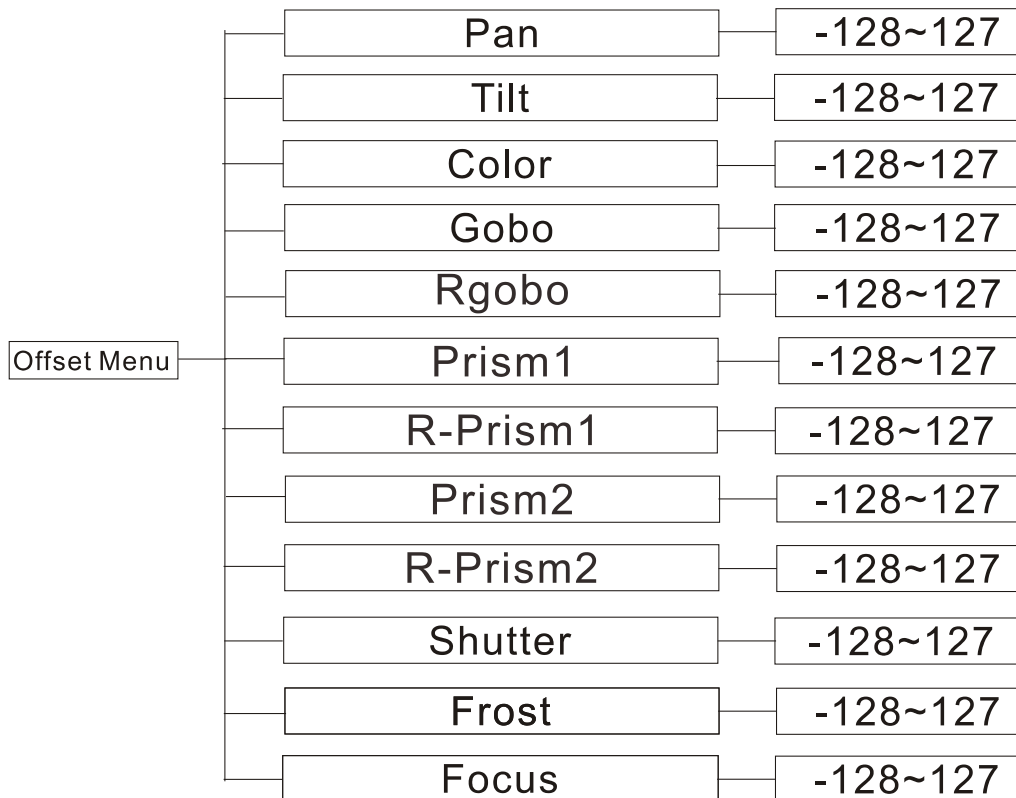 Pan -128~127
Tilt -128~127
Color -128~127
Gobo -128~127
Rgobo -128~127
Offset Menu
Prism1 -128~127
R-Prism1 -128~127
Prism2 -128~127
R-Prism2 -128~127
Shutter -128~127
Frost -128~127
Focus -128~127